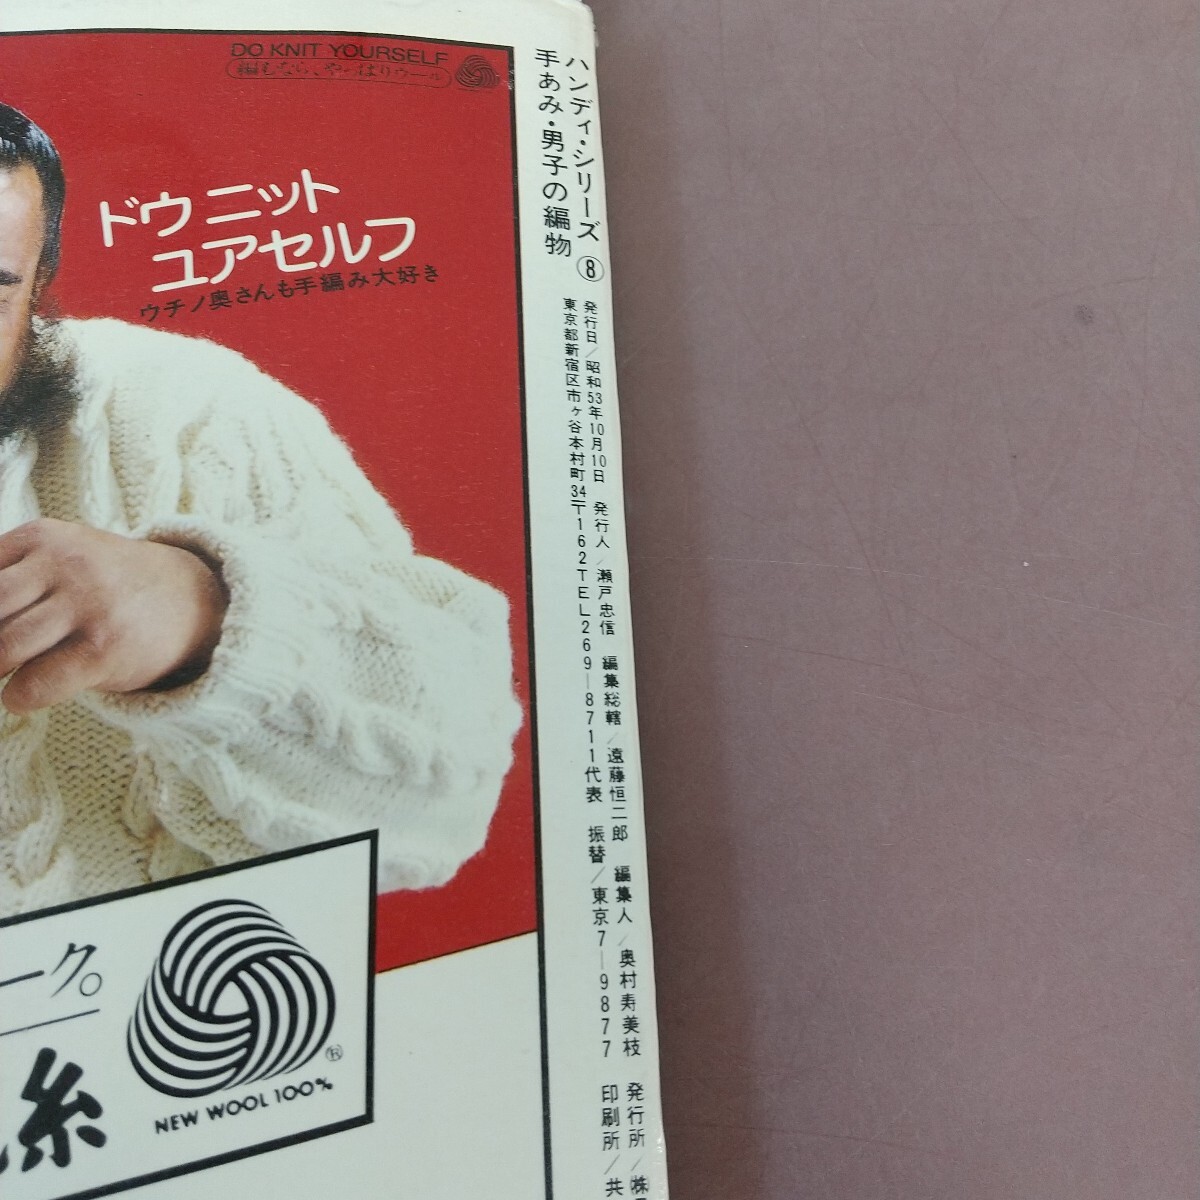 DO KNIT YOURSELF
編むなら、やっぱりウール
ドゥニット
ユアセルフ
ウチノ奥さんも手編み大好き
ーク。
糸
NEW WOOL 100%
®
ハンディ・シリーズ⑧
手あみ・男子の編物
発行日/昭和53年10月10日 発行人/瀬戸忠信 編集総轄/遠藤恒二郎 編集人/奥村寿美枝 発行所/㈱
東京都新宿区市ヶ谷本村町34〒162TEL269―8711代表 振替/東京7―9877 印刷所/共